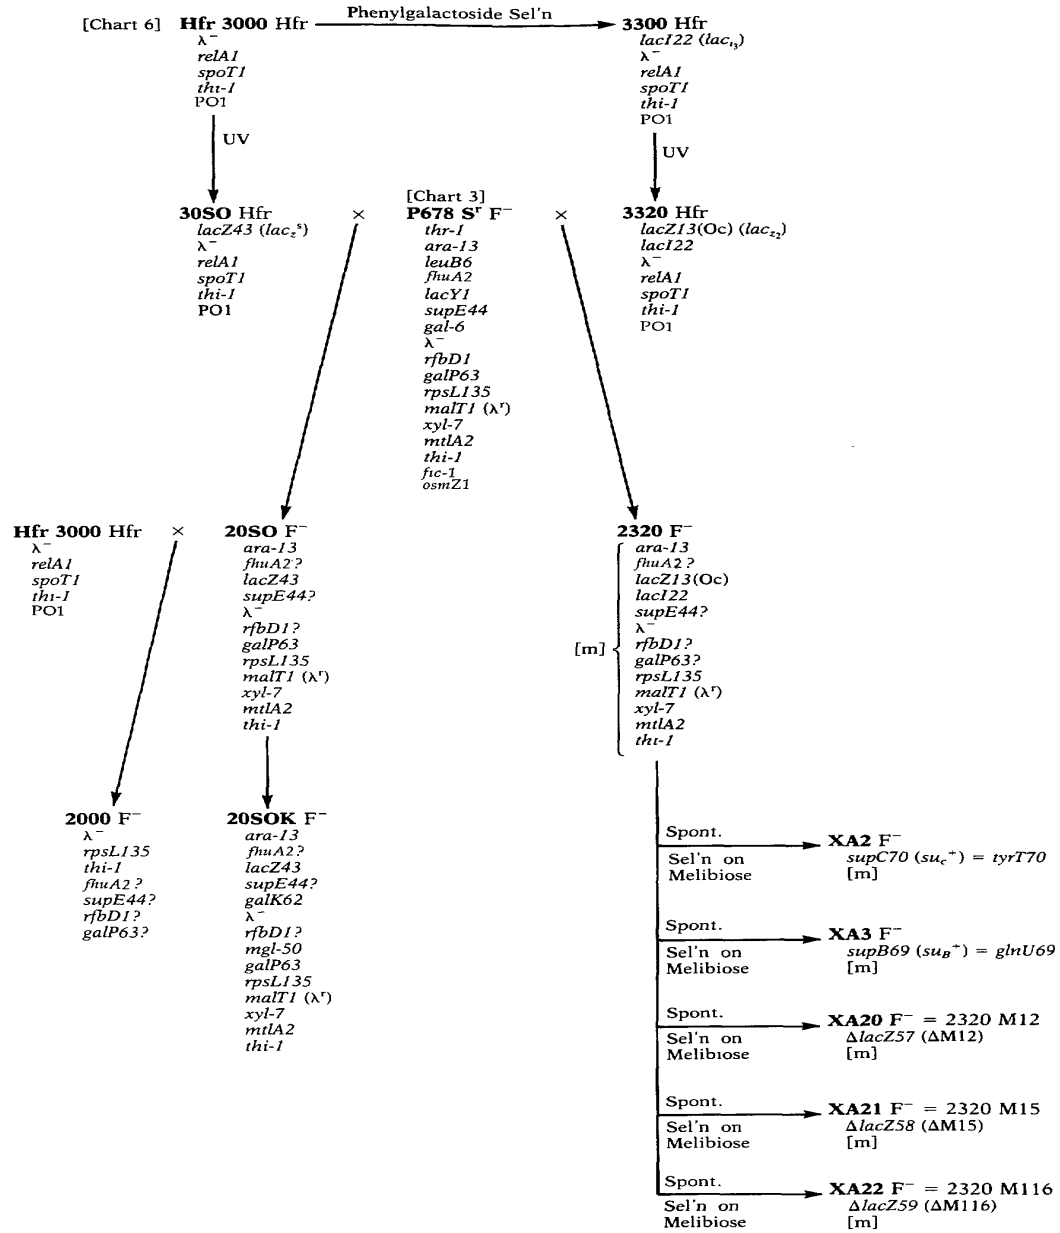 [Chart 6] Hfr 3000 Hfr
λ⁻
relA1
spoT1
thi-1
PO1
Phenylgalactoside Sel'n
3300 Hfr
lacI22 (lac_i3)
λ⁻
relA1
spoT1
thi-1
PO1
UV
UV
30SO Hfr
lacZ43 (lac_z^s)
λ⁻
relA1
spoT1
thi-1
PO1
×
[Chart 3]
P678 Sʳ F⁻
thr-1
ara-13
leuB6
fhuA2
lacY1
supE44
gal-6
λ⁻
rfbD1
galP63
rpsL135
malT1 (λʳ)
xyl-7
mtlA2
thi-1
fic-1
osmZ1
×
3320 Hfr
lacZ13(Oc) (lac_z2)
lacI22
λ⁻
relA1
spoT1
thi-1
PO1
Hfr 3000 Hfr
λ⁻
relA1
spoT1
thi-1
PO1
×
20SO F⁻
ara-13
fhuA2?
lacZ43
supE44?
λ⁻
rfbD1?
galP63
rpsL135
malT1 (λʳ)
xyl-7
mtlA2
thi-1
2320 F⁻
[m]
ara-13
fhuA2?
lacZ13(Oc)
lacI22
supE44?
λ⁻
rfbD1?
galP63?
rpsL135
malT1 (λʳ)
xyl-7
mtlA2
thi-1
2000 F⁻
λ⁻
rpsL135
thi-1
fhuA2?
supE44?
rfbD1?
galP63?
20SOK F⁻
ara-13
fhuA2?
lacZ43
supE44?
galK62
λ⁻
rfbD1?
mgl-50
galP63
rpsL135
malT1 (λʳ)
xyl-7
mtlA2
thi-1
Spont.
Sel'n on
Melibiose
XA2 F⁻
supC70 (su_c⁺) = tyrT70
[m]
Spont.
Sel'n on
Melibiose
XA3 F⁻
supB69 (su_B⁺) = glnU69
[m]
Spont.
Sel'n on
Melibiose
XA20 F⁻ = 2320 M12
ΔlacZ57 (ΔM12)
[m]
Spont.
Sel'n on
Melibiose
XA21 F⁻ = 2320 M15
ΔlacZ58 (ΔM15)
[m]
Spont.
Sel'n on
Melibiose
XA22 F⁻ = 2320 M116
ΔlacZ59 (ΔM116)
[m]